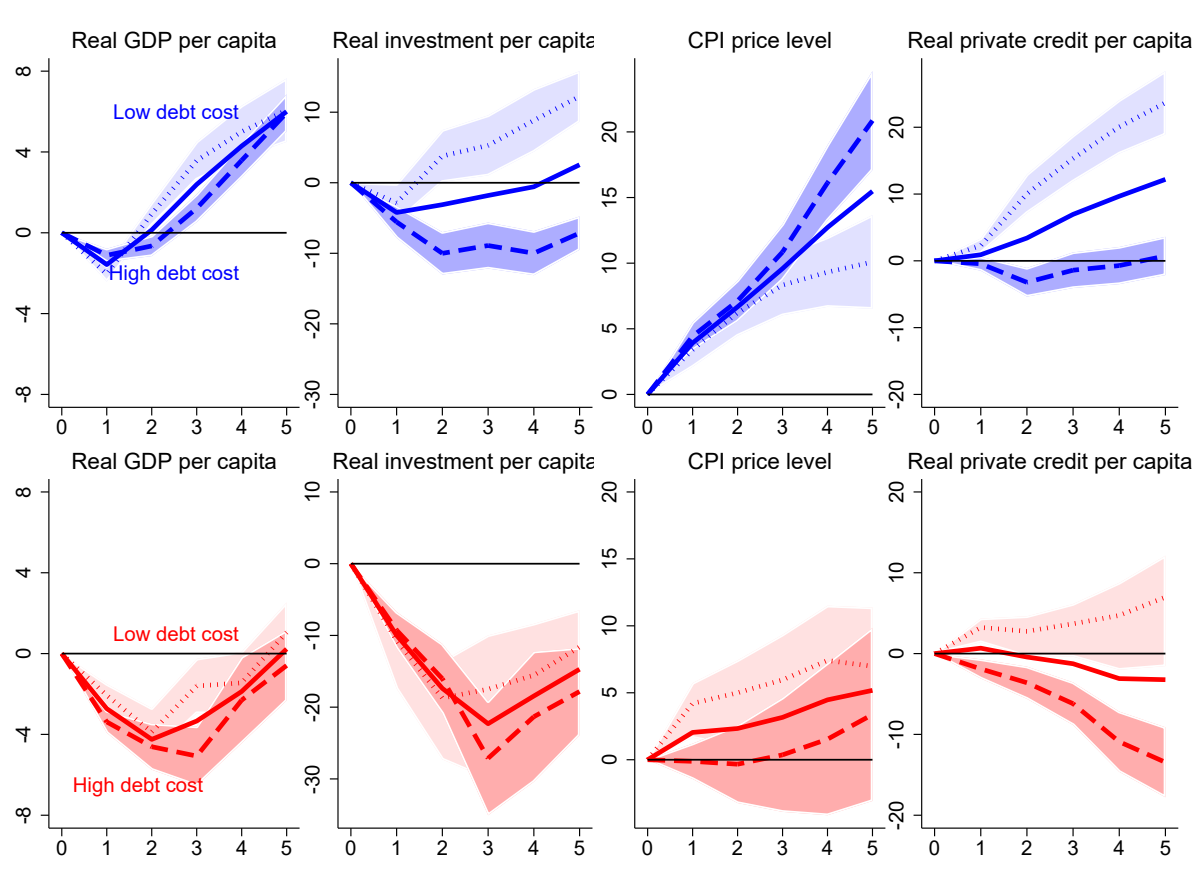 Real GDP per capita
Real investment per capita
CPI price level
Real private credit per capita
8
4
0
-4
-8
Low debt cost
High debt cost
0 1 2 3 4 5
10
0
-10
-20
-30
0 1 2 3 4 5
20
15
10
5
0
0 1 2 3 4 5
20
10
0
-10
-20
0 1 2 3 4 5
Real GDP per capita
Real investment per capita
CPI price level
Real private credit per capita
8
4
0
-4
-8
Low debt cost
High debt cost
0 1 2 3 4 5
10
0
-10
-20
-30
0 1 2 3 4 5
20
15
10
5
0
0 1 2 3 4 5
20
10
0
-10
-20
0 1 2 3 4 5